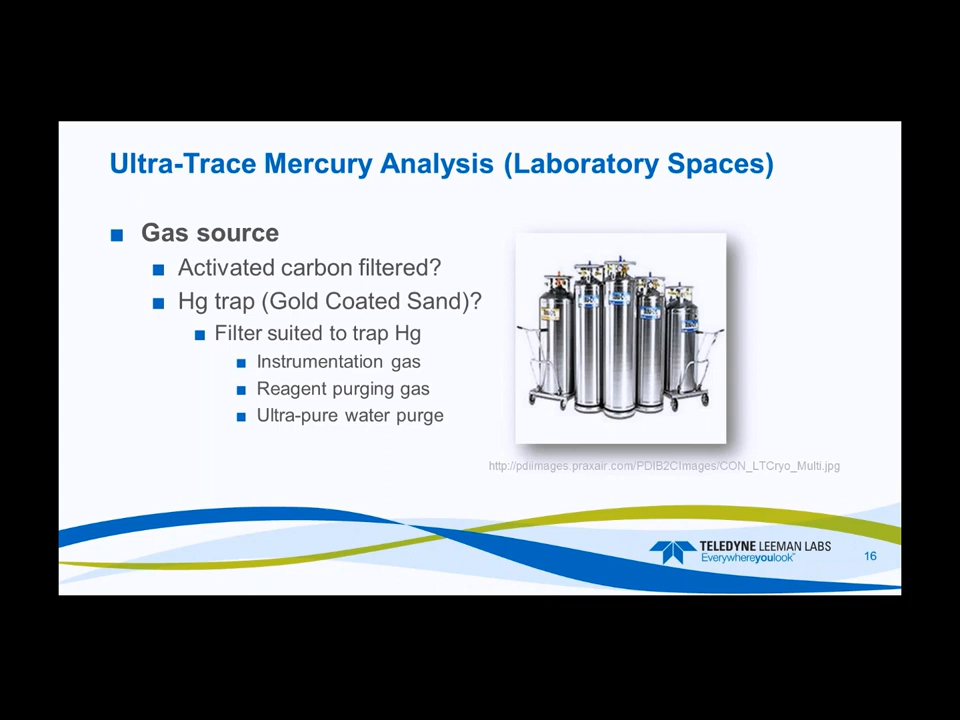 Ultra-Trace Mercury Analysis (Laboratory Spaces)
Gas source
Activated carbon filtered?
Hg trap (Gold Coated Sand)?
Filter suited to trap Hg
Instrumentation gas
Reagent purging gas
Ultra-pure water purge
http://pdiimages.praxair.com/PDIB2CImages/CON_LTCryo_Multi.jpg
TELEDYNE LEEMAN LABS
Everywhereyoulook™
16